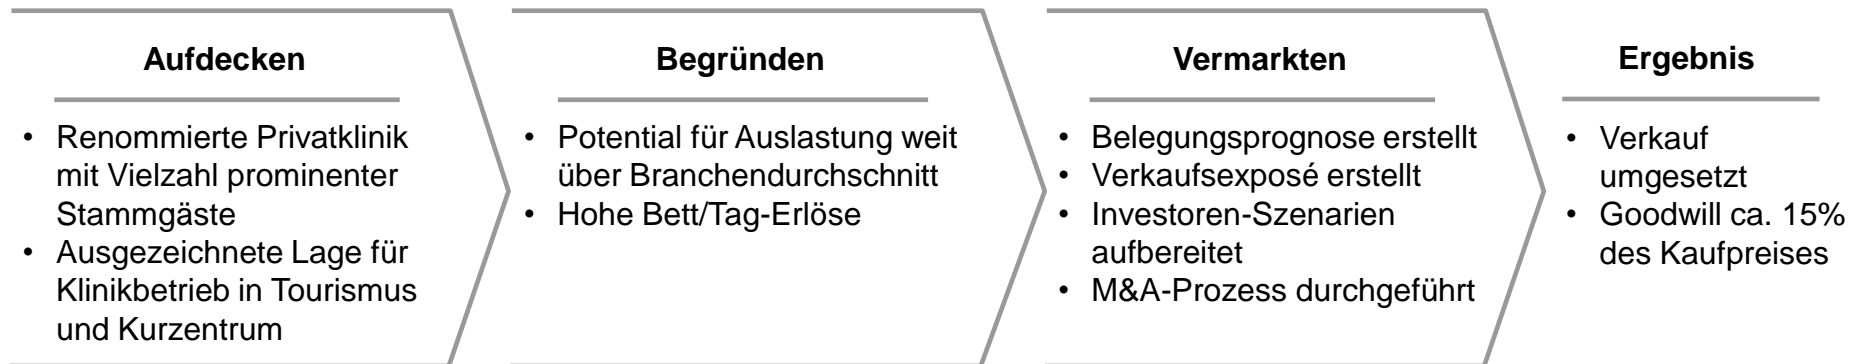 Aufdecken
• Renommierte Privatklinik
mit Vielzahl prominenter
Stammgäste
• Ausgezeichnete Lage für
Klinikbetrieb in Tourismus
und Kurzentrum
Begründen
• Potential für Auslastung weit
über Branchendurchschnitt
• Hohe Bett/Tag-Erlöse
Vermarkten
• Belegungsprognose erstellt
• Verkaufsexposé erstellt
• Investoren-Szenarien
aufbereitet
• M&A-Prozess durchgeführt
Ergebnis
• Verkauf
umgesetzt
• Goodwill ca. 15%
des Kaufpreises